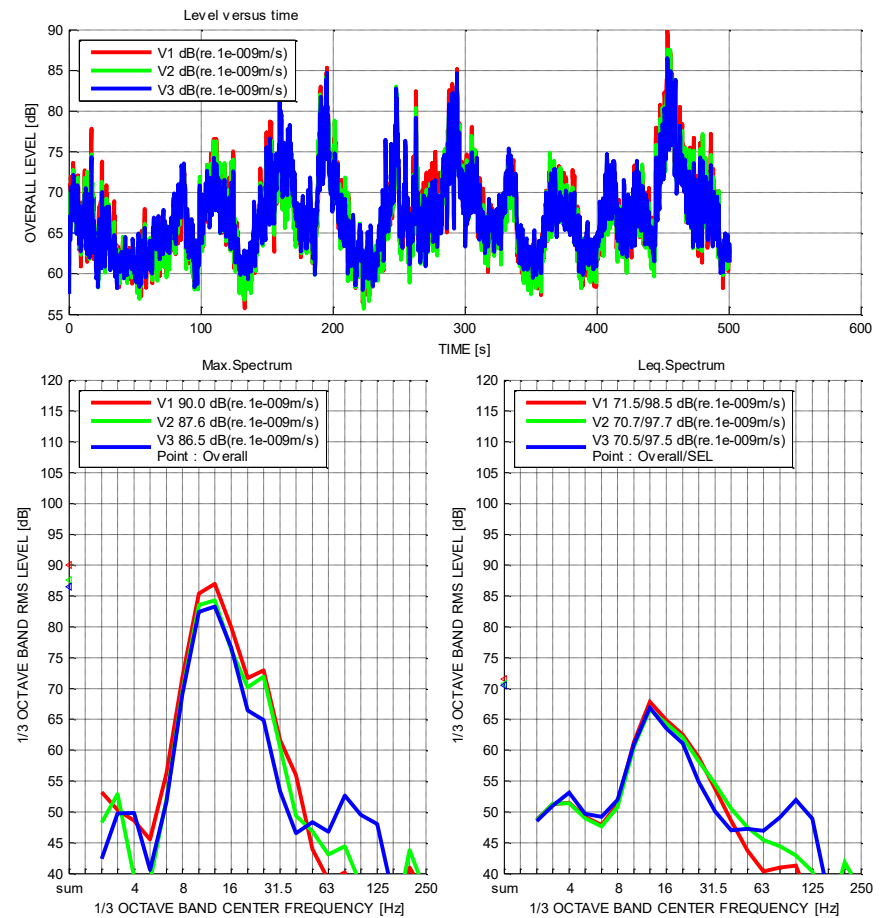 Level versus time
90
85
80
75
70
65
60
55
OVERALL LEVEL [dB]
V1 dB(re.1e-009m/s)
V2 dB(re.1e-009m/s)
V3 dB(re.1e-009m/s)
0 100 200 300 400 500 600
TIME [s]
Max.Spectrum
120
115
110
105
100
95
90
85
80
75
70
65
60
55
50
45
40
1/3 OCTAVE BAND RMS LEVEL [dB]
V1 90.0 dB(re.1e-009m/s)
V2 87.6 dB(re.1e-009m/s)
V3 86.5 dB(re.1e-009m/s)
Point : Overall
sum 4 8 16 31.5 63 125 250
1/3 OCTAVE BAND CENTER FREQUENCY [Hz]
Leq.Spectrum
120
115
110
105
100
95
90
85
80
75
70
65
60
55
50
45
40
1/3 OCTAVE BAND RMS LEVEL [dB]
V1 71.5/98.5 dB(re.1e-009m/s)
V2 70.7/97.7 dB(re.1e-009m/s)
V3 70.5/97.5 dB(re.1e-009m/s)
Point : Overall/SEL
sum 4 8 16 31.5 63 125 250
1/3 OCTAVE BAND CENTER FREQUENCY [Hz]